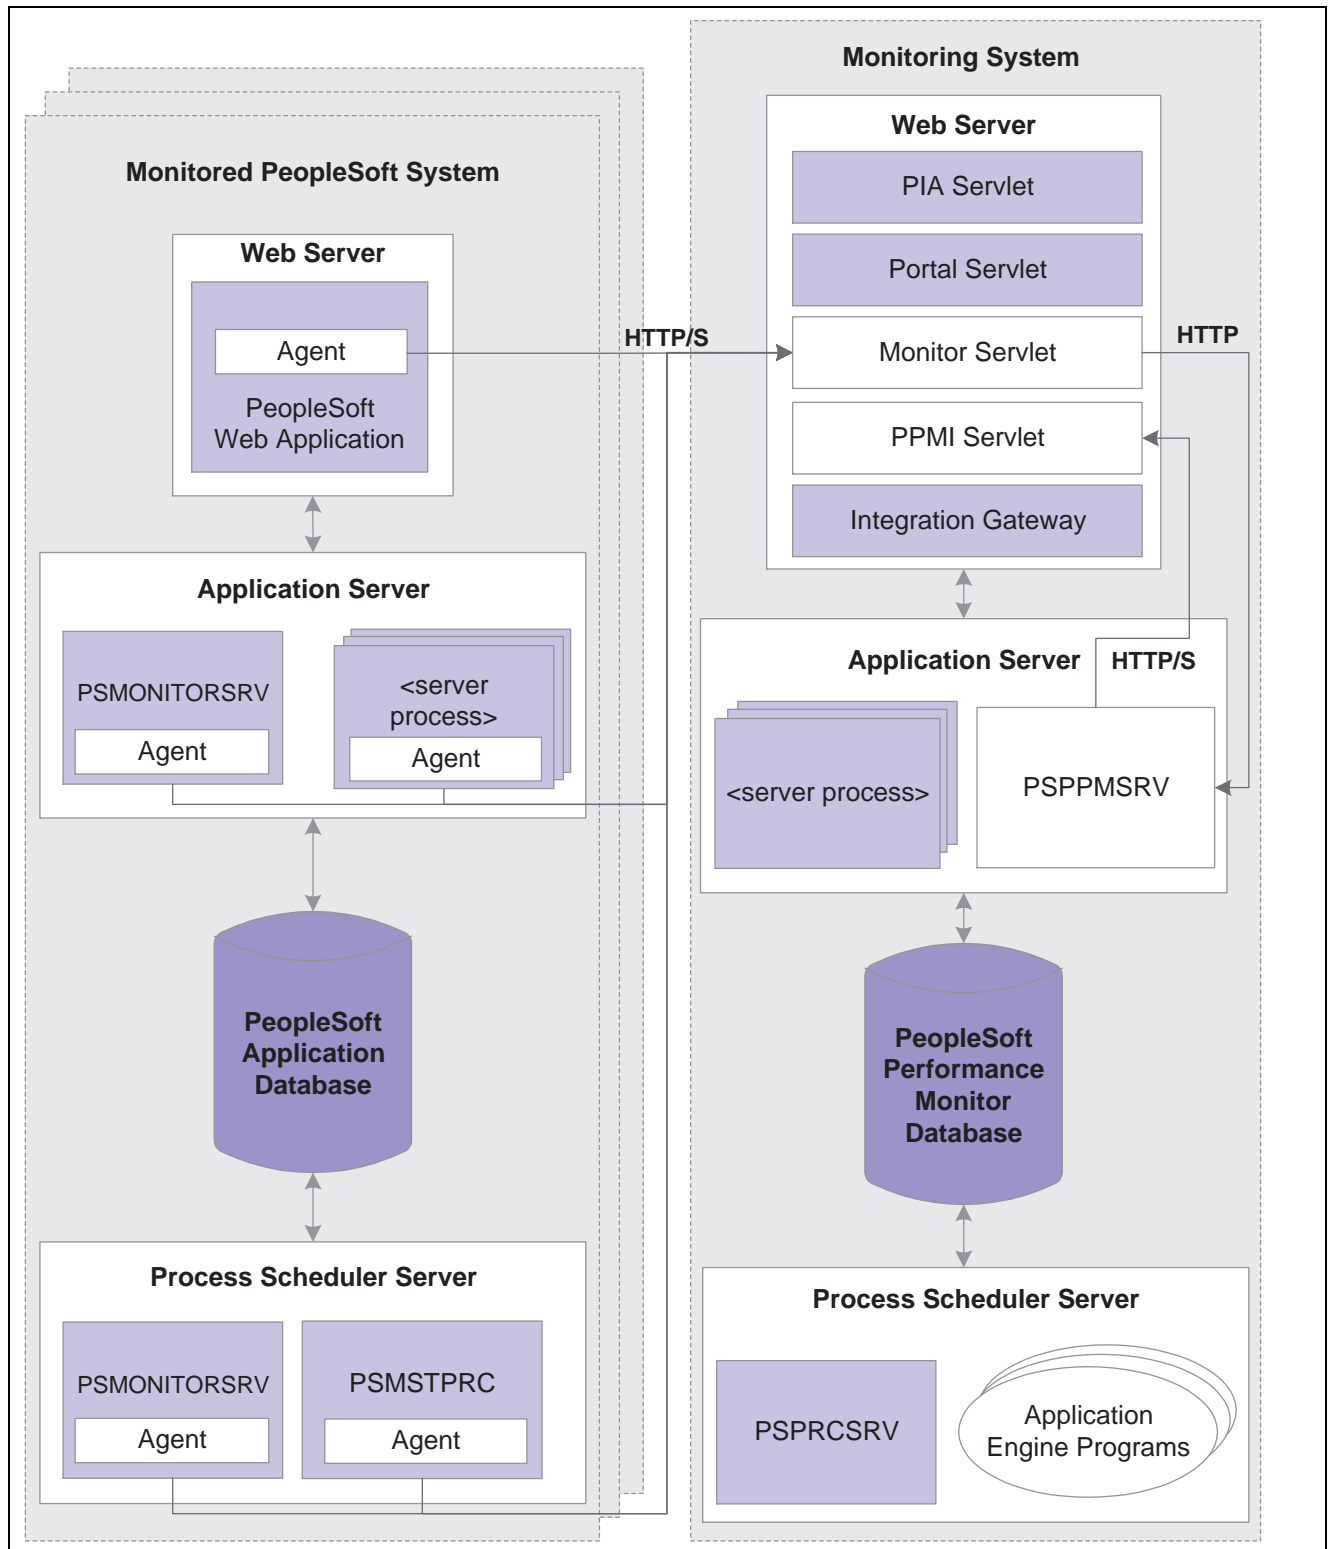 Monitored PeopleSoft System
Web Server
Agent
PeopleSoft
Web Application
Application Server
PSMONITORSRV
Agent
<server
process>
Agent
PeopleSoft
Application
Database
Process Scheduler Server
PSMONITORSRV
Agent
PSMSTPRC
Agent
HTTP/S
Monitoring System
Web Server
PIA Servlet
Portal Servlet
Monitor Servlet
HTTP
PPMI Servlet
Integration Gateway
Application Server
HTTP/S
<server process>
PSPPMSRV
PeopleSoft
Performance
Monitor
Database
Process Scheduler Server
PSPRCSRV
Application
Engine Programs